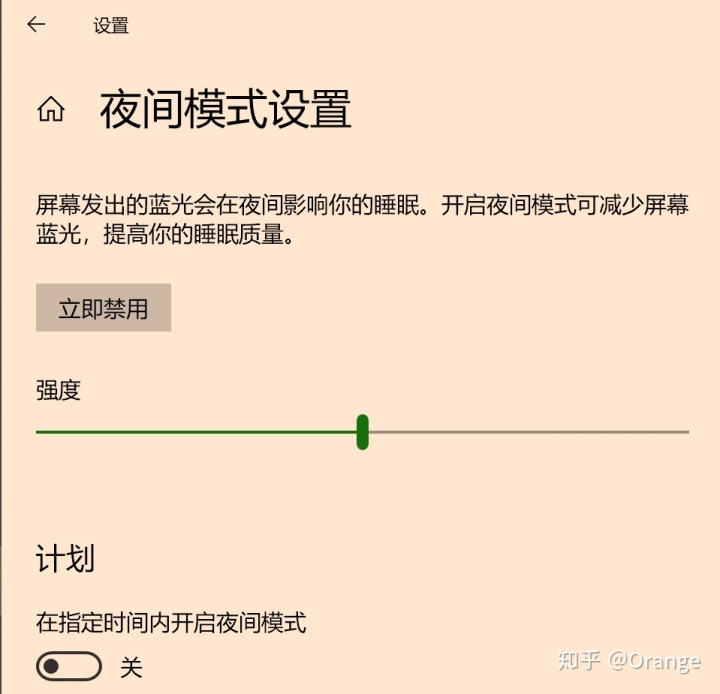 设置
夜间模式设置
屏幕发出的蓝光会在夜间影响你的睡眠。开启夜间模式可减少屏幕
蓝光，提高你的睡眠质量。
立即禁用
强度
计划
在指定时间内开启夜间模式
关
知乎 @Orange